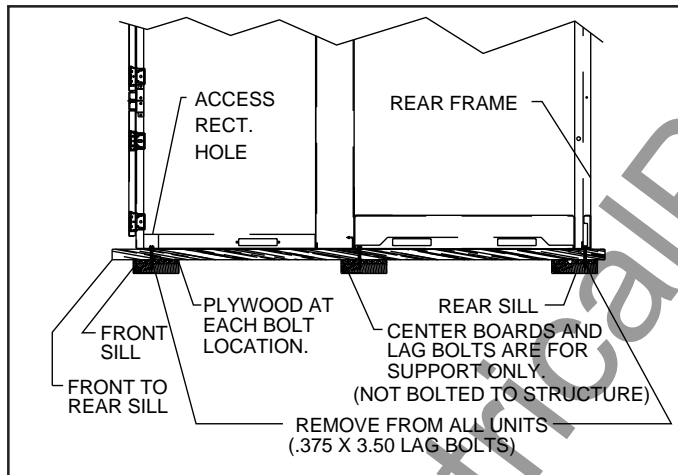 ACCESS
RECT.
HOLE
REAR FRAME
PLYWOOD AT
EACH BOLT
LOCATION.
FRONT
SILL
FRONT TO
REAR SILL
REAR SILL
CENTER BOARDS AND
LAG BOLTS ARE FOR
SUPPORT ONLY.
(NOT BOLTED TO STRUCTURE)
REMOVE FROM ALL UNITS
(.375 X 3.50 LAG BOLTS)